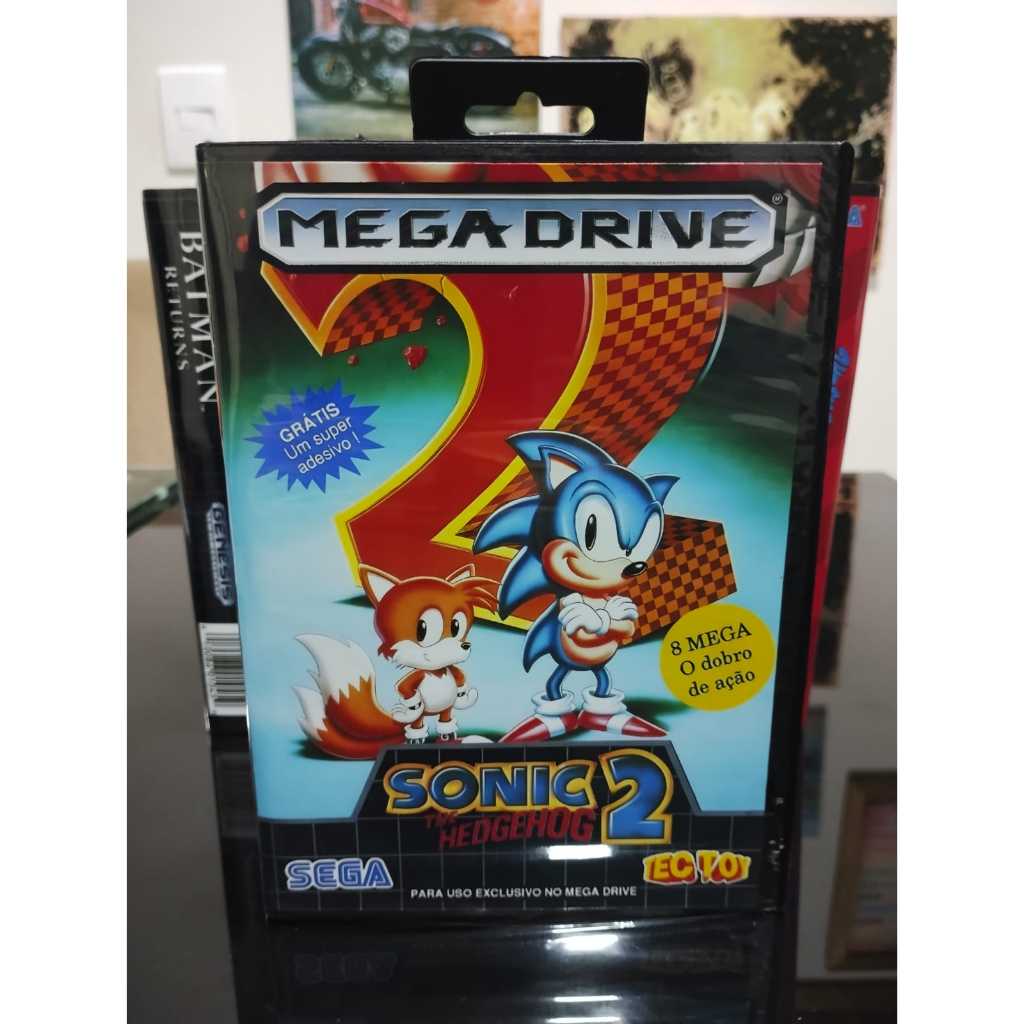 MEGA DRIVE
BATMAN
RETURNS
GRÁTIS
Um super
adesivo !
8 MEGA
O dobro
de ação
GENESIS
SONIC
THE
HEDGEHOG
2
SEGA
TEC TOY
PARA USO EXCLUSIVO NO MEGA DRIVE